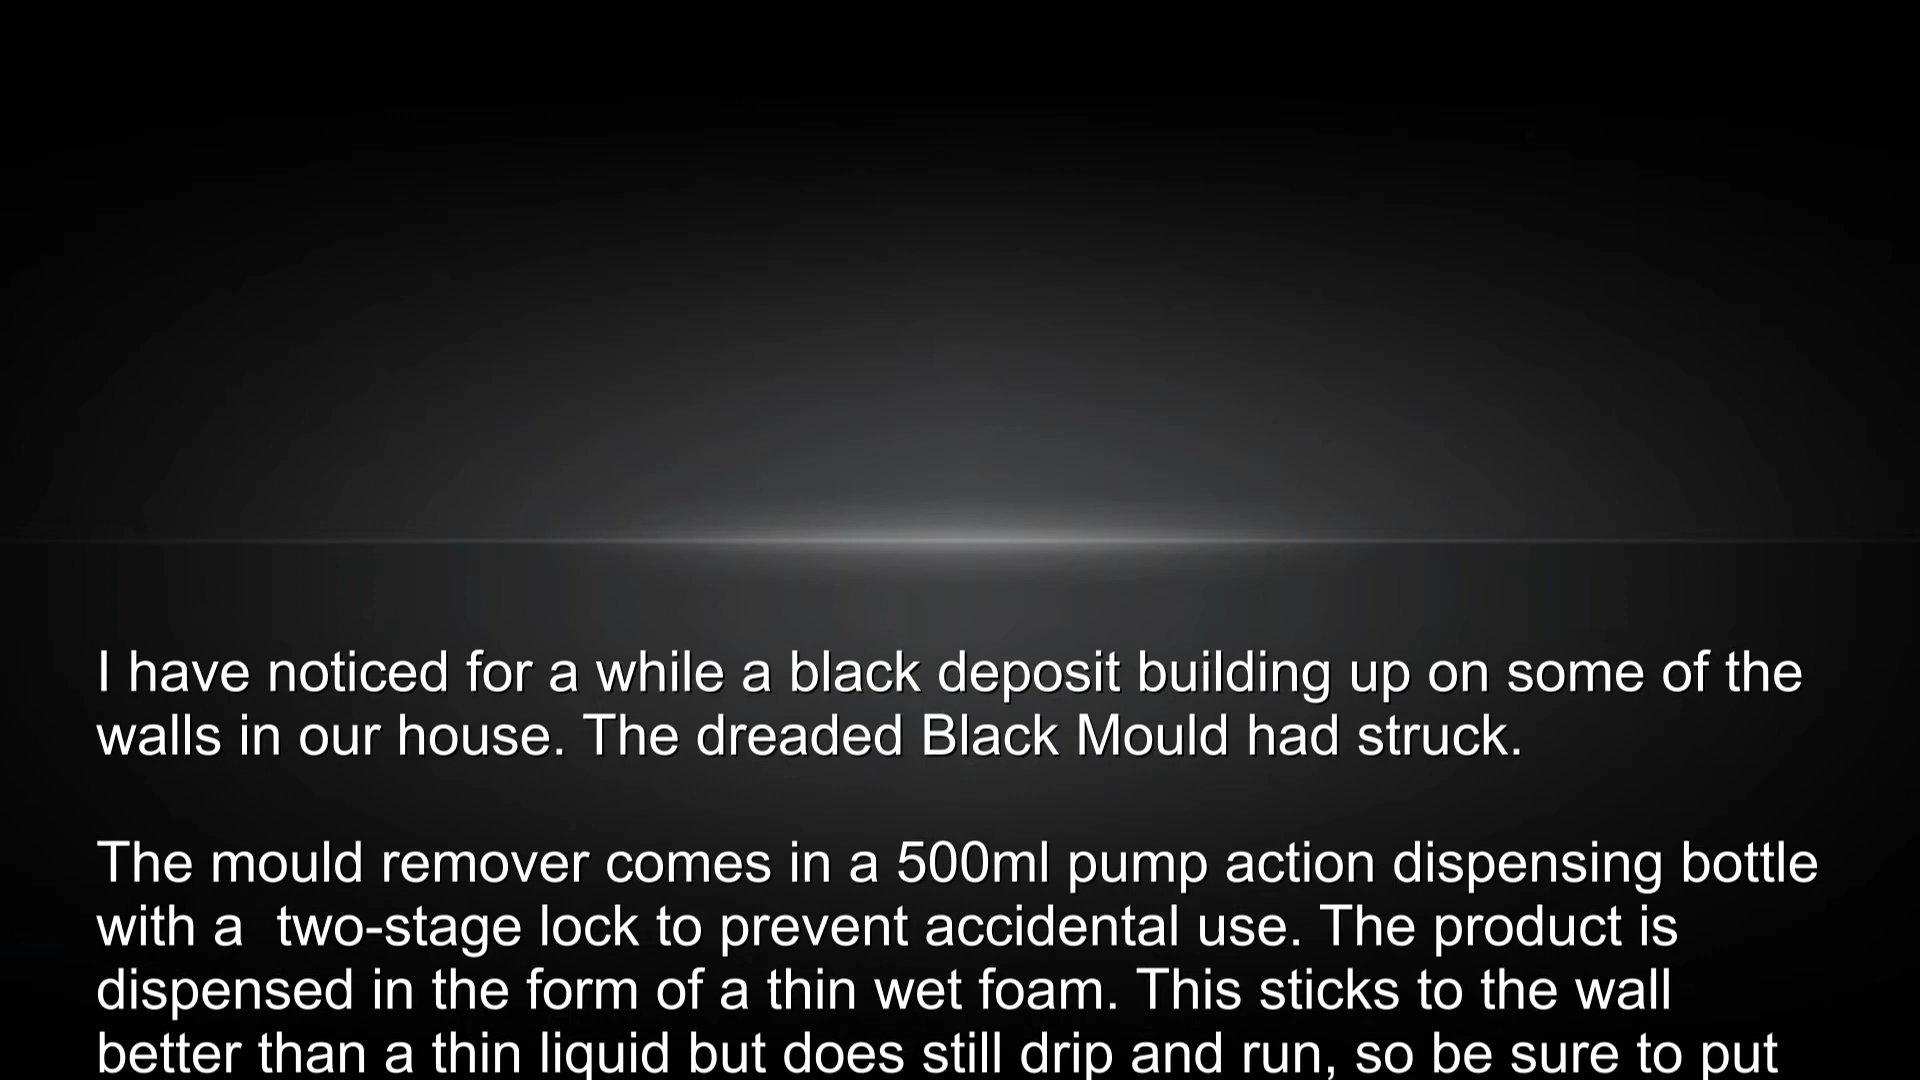 I have noticed for a while a black deposit building up on some of the
walls in our house. The dreaded Black Mould had struck.
The mould remover comes in a 500ml pump action dispensing bottle
with a  two-stage lock to prevent accidental use. The product is
dispensed in the form of a thin wet foam. This sticks to the wall
better than a thin liquid but does still drip and run, so be sure to put